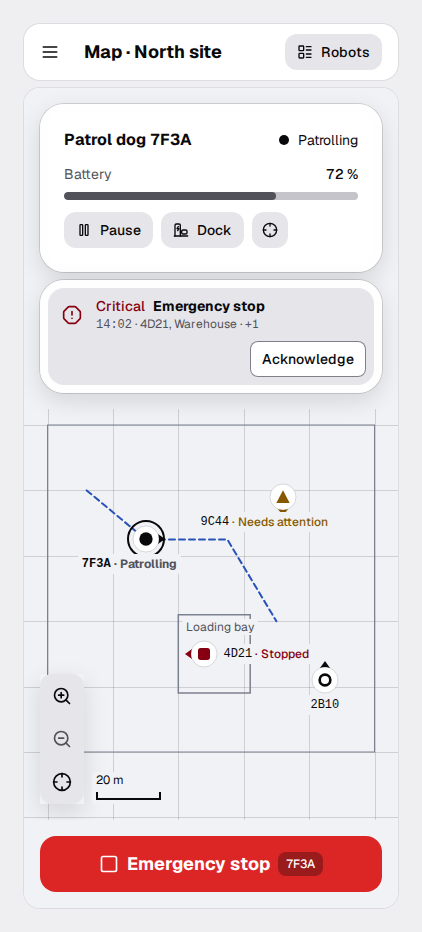 Map · North site
Robots
Patrol dog 7F3A
Patrolling
Battery
72 %
Pause
Dock
Critical Emergency stop
14:02 · 4D21, Warehouse · +1
Acknowledge
9C44 · Needs attention
7F3A · Patrolling
Loading bay
4D21 · Stopped
2B10
20 m
Emergency stop 7F3A